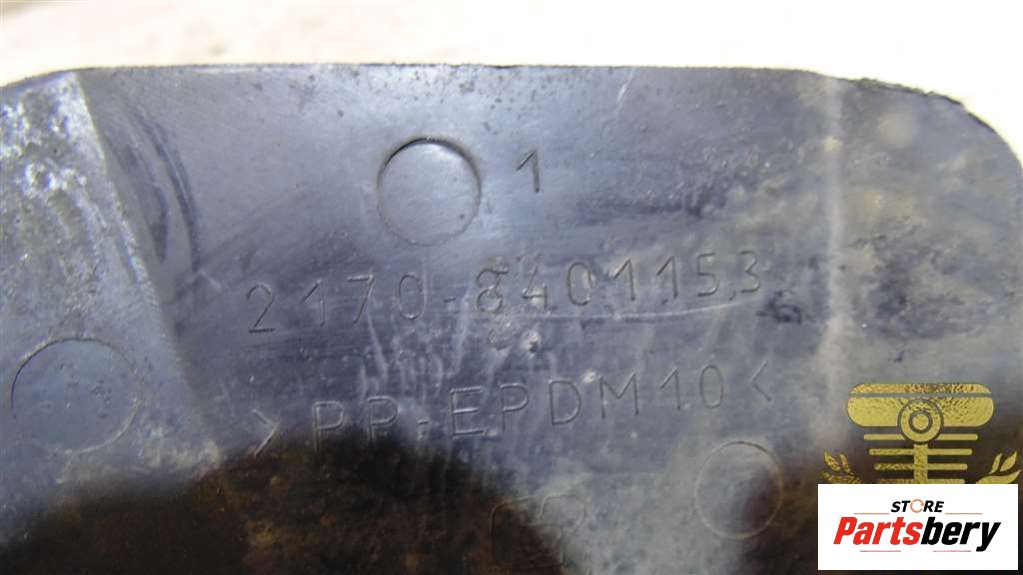 1
2170-8401153
>PP-EPDM10<
STORE
Partsbery